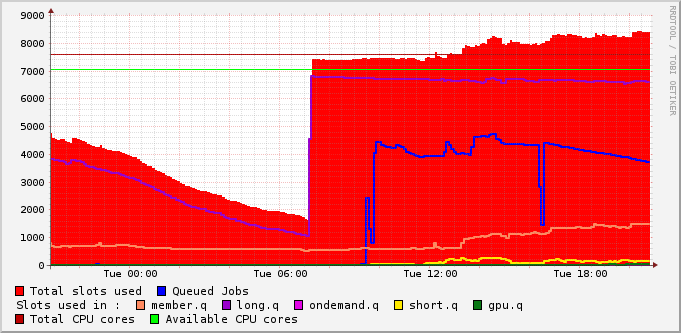 9000
8000
7000
6000
5000
4000
3000
2000
1000
0
Tue 00:00 Tue 06:00 Tue 12:00 Tue 18:00
Total slots used Queued Jobs
Slots used in : member.q long.q ondemand.q short.q gpu.q
Total CPU cores Available CPU cores
RRDTOOL / TOBI OETIKER